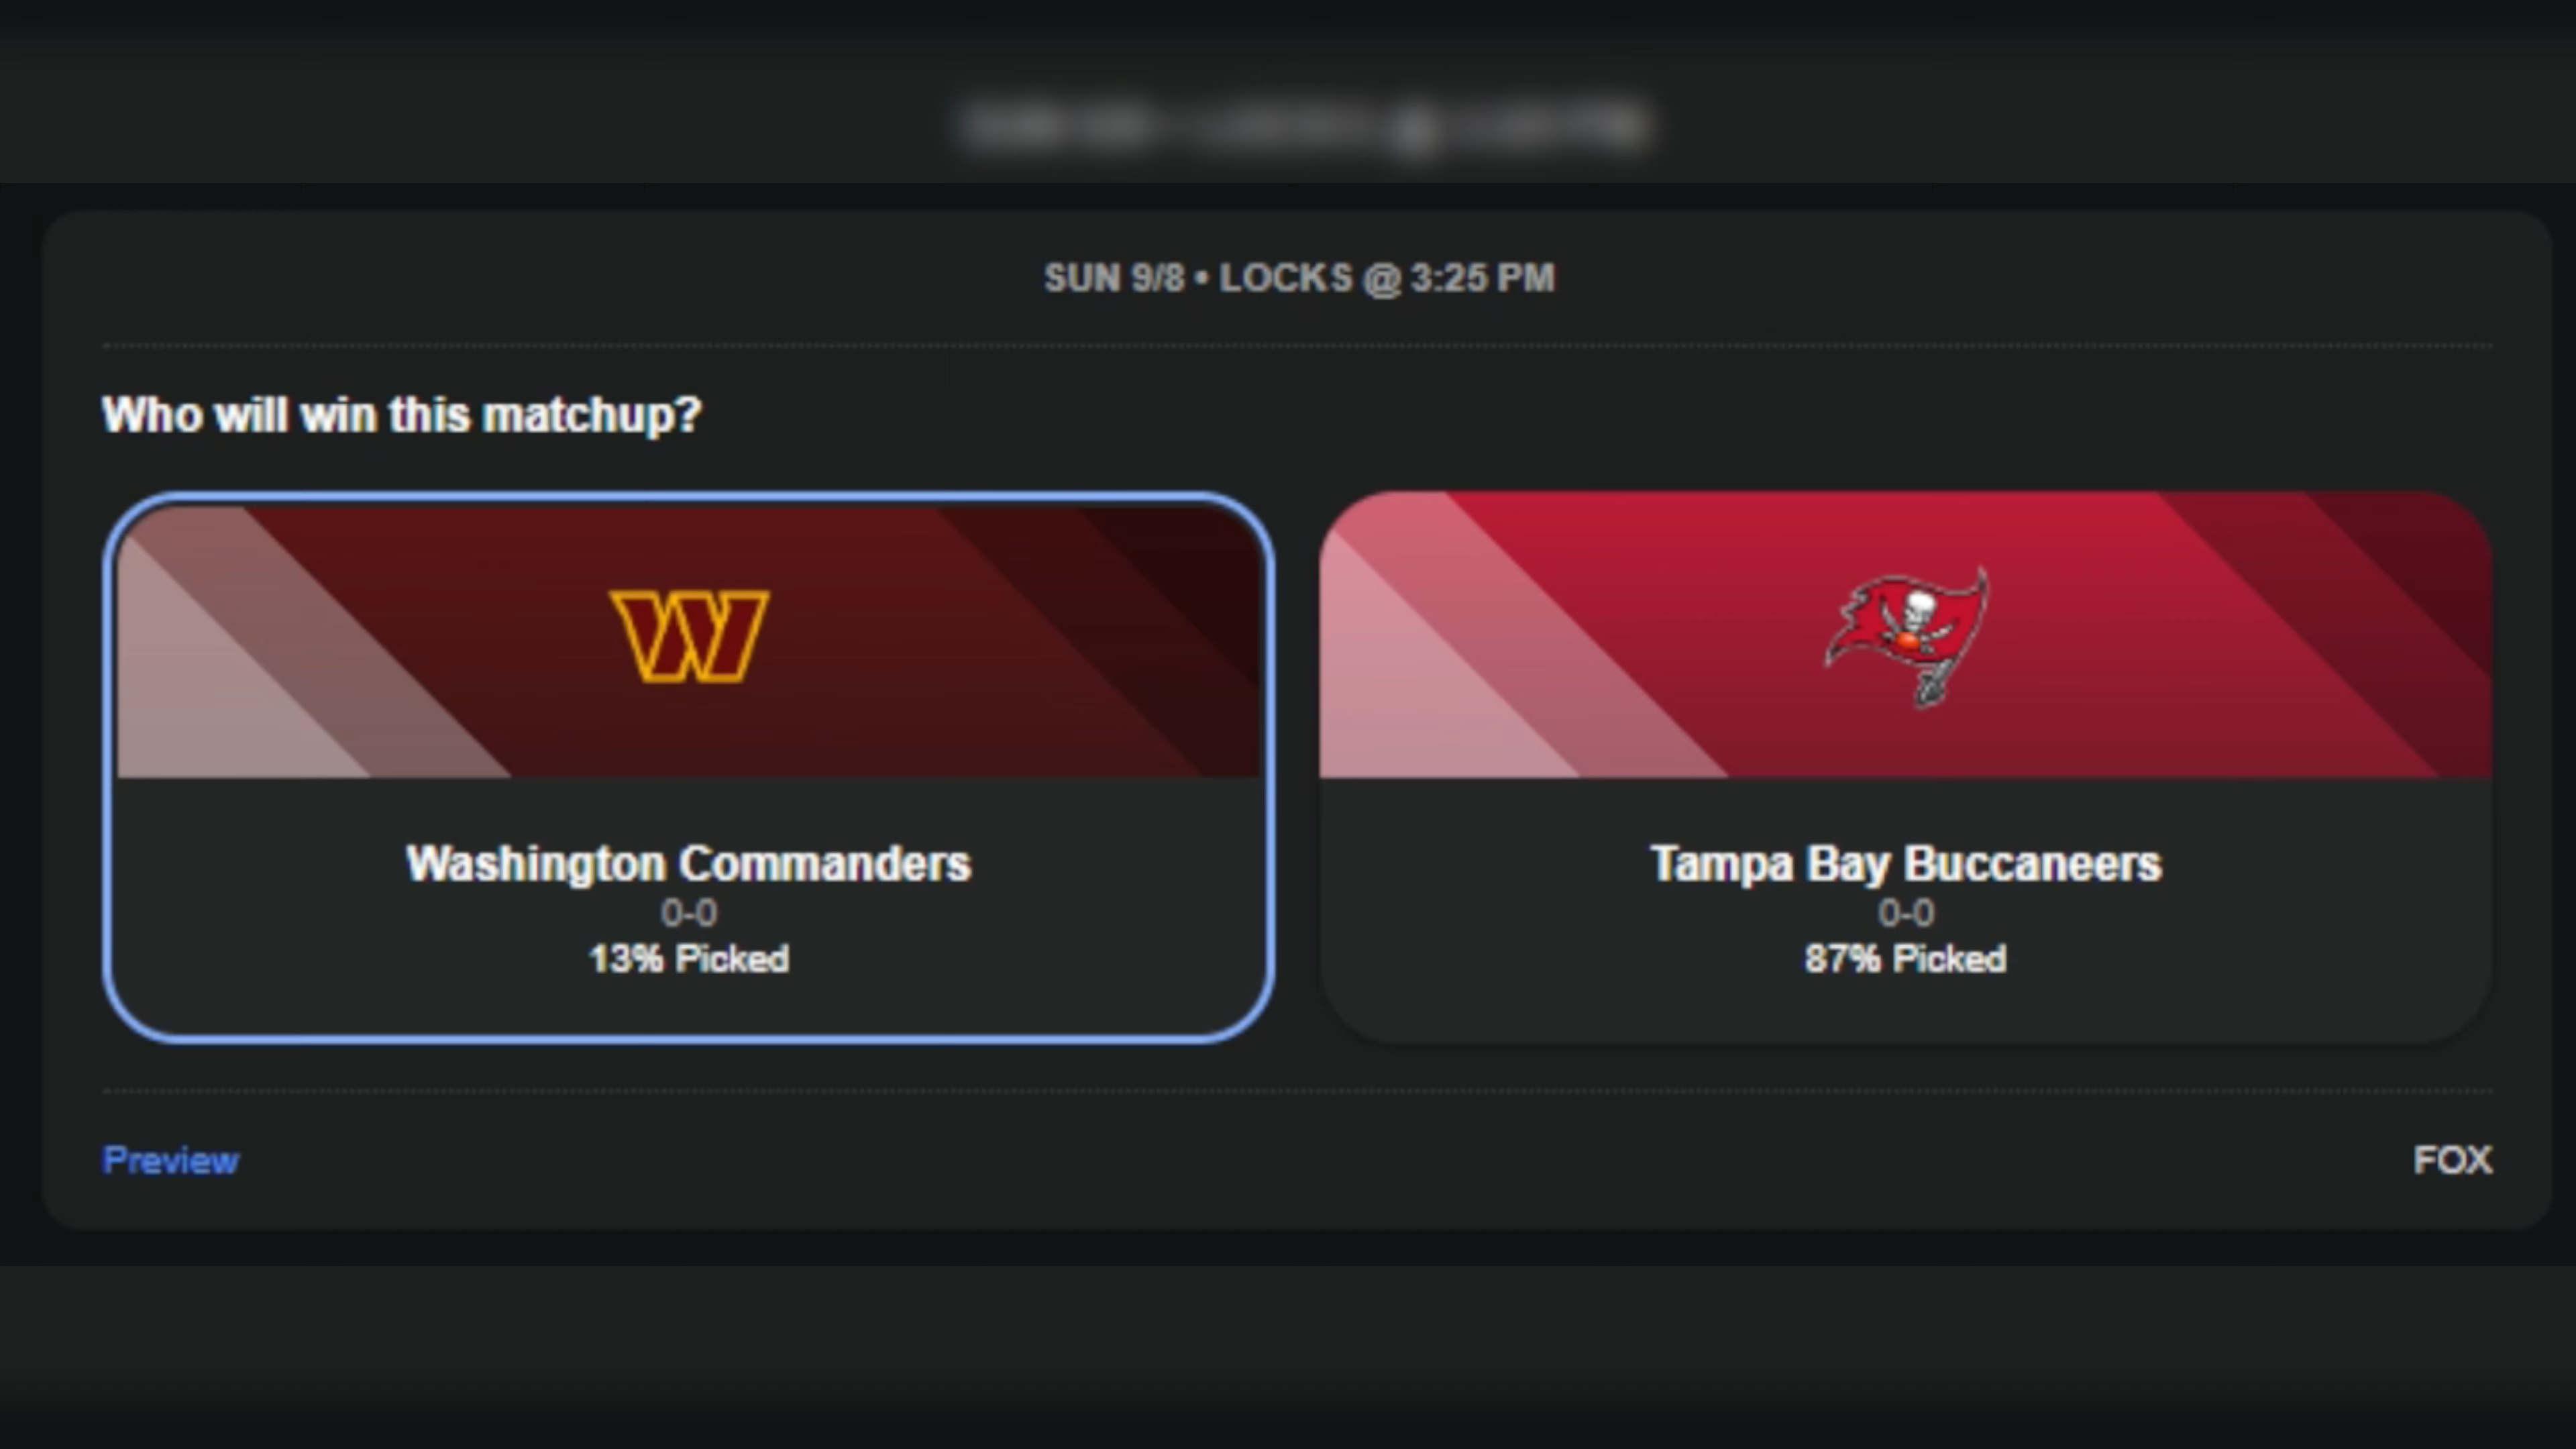 SUN 9/8 • LOCKS @ 3:25 PM
Who will win this matchup?
W
Washington Commanders
0-0
13% Picked
Tampa Bay Buccaneers
0-0
87% Picked
Preview
FOX